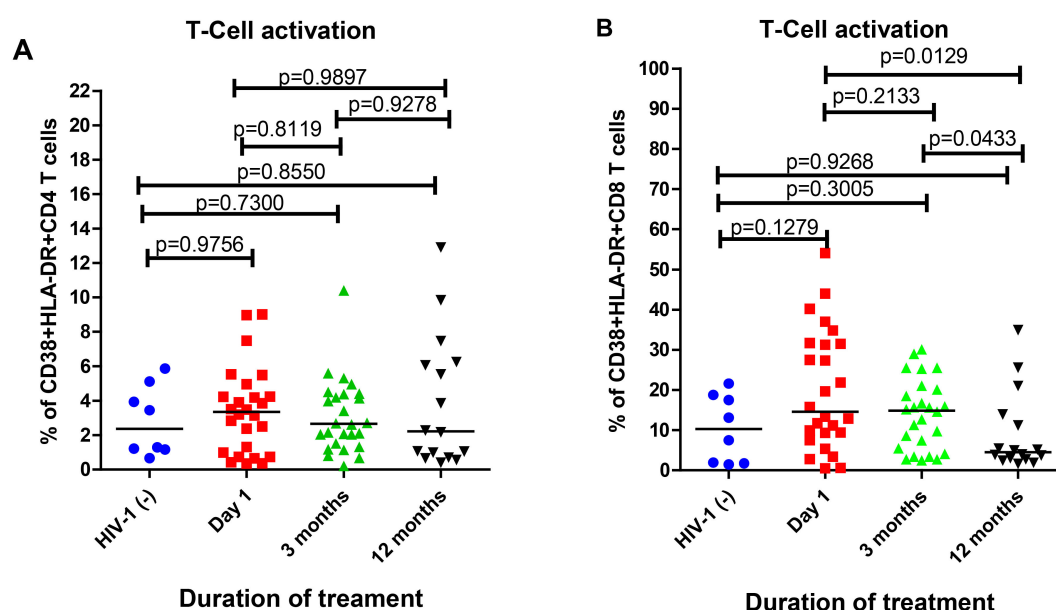 A
T-Cell activation
p=0.9897
p=0.9278
p=0.8119
p=0.8550
p=0.7300
p=0.9756
% of CD38+HLA-DR+CD4 T cells
22
20
18
16
14
12
10
8
6
4
2
0
HIV-1 (-)
Day 1
3 months
12 months
Duration of treament
B
T-Cell activation
p=0.0129
p=0.2133
p=0.0433
p=0.9268
p=0.3005
p=0.1279
% of CD38+HLA-DR+CD8 T cells
100
90
80
70
60
50
40
30
20
10
0
HIV-1 (-)
Day 1
3 months
12 months
Duration of treatment